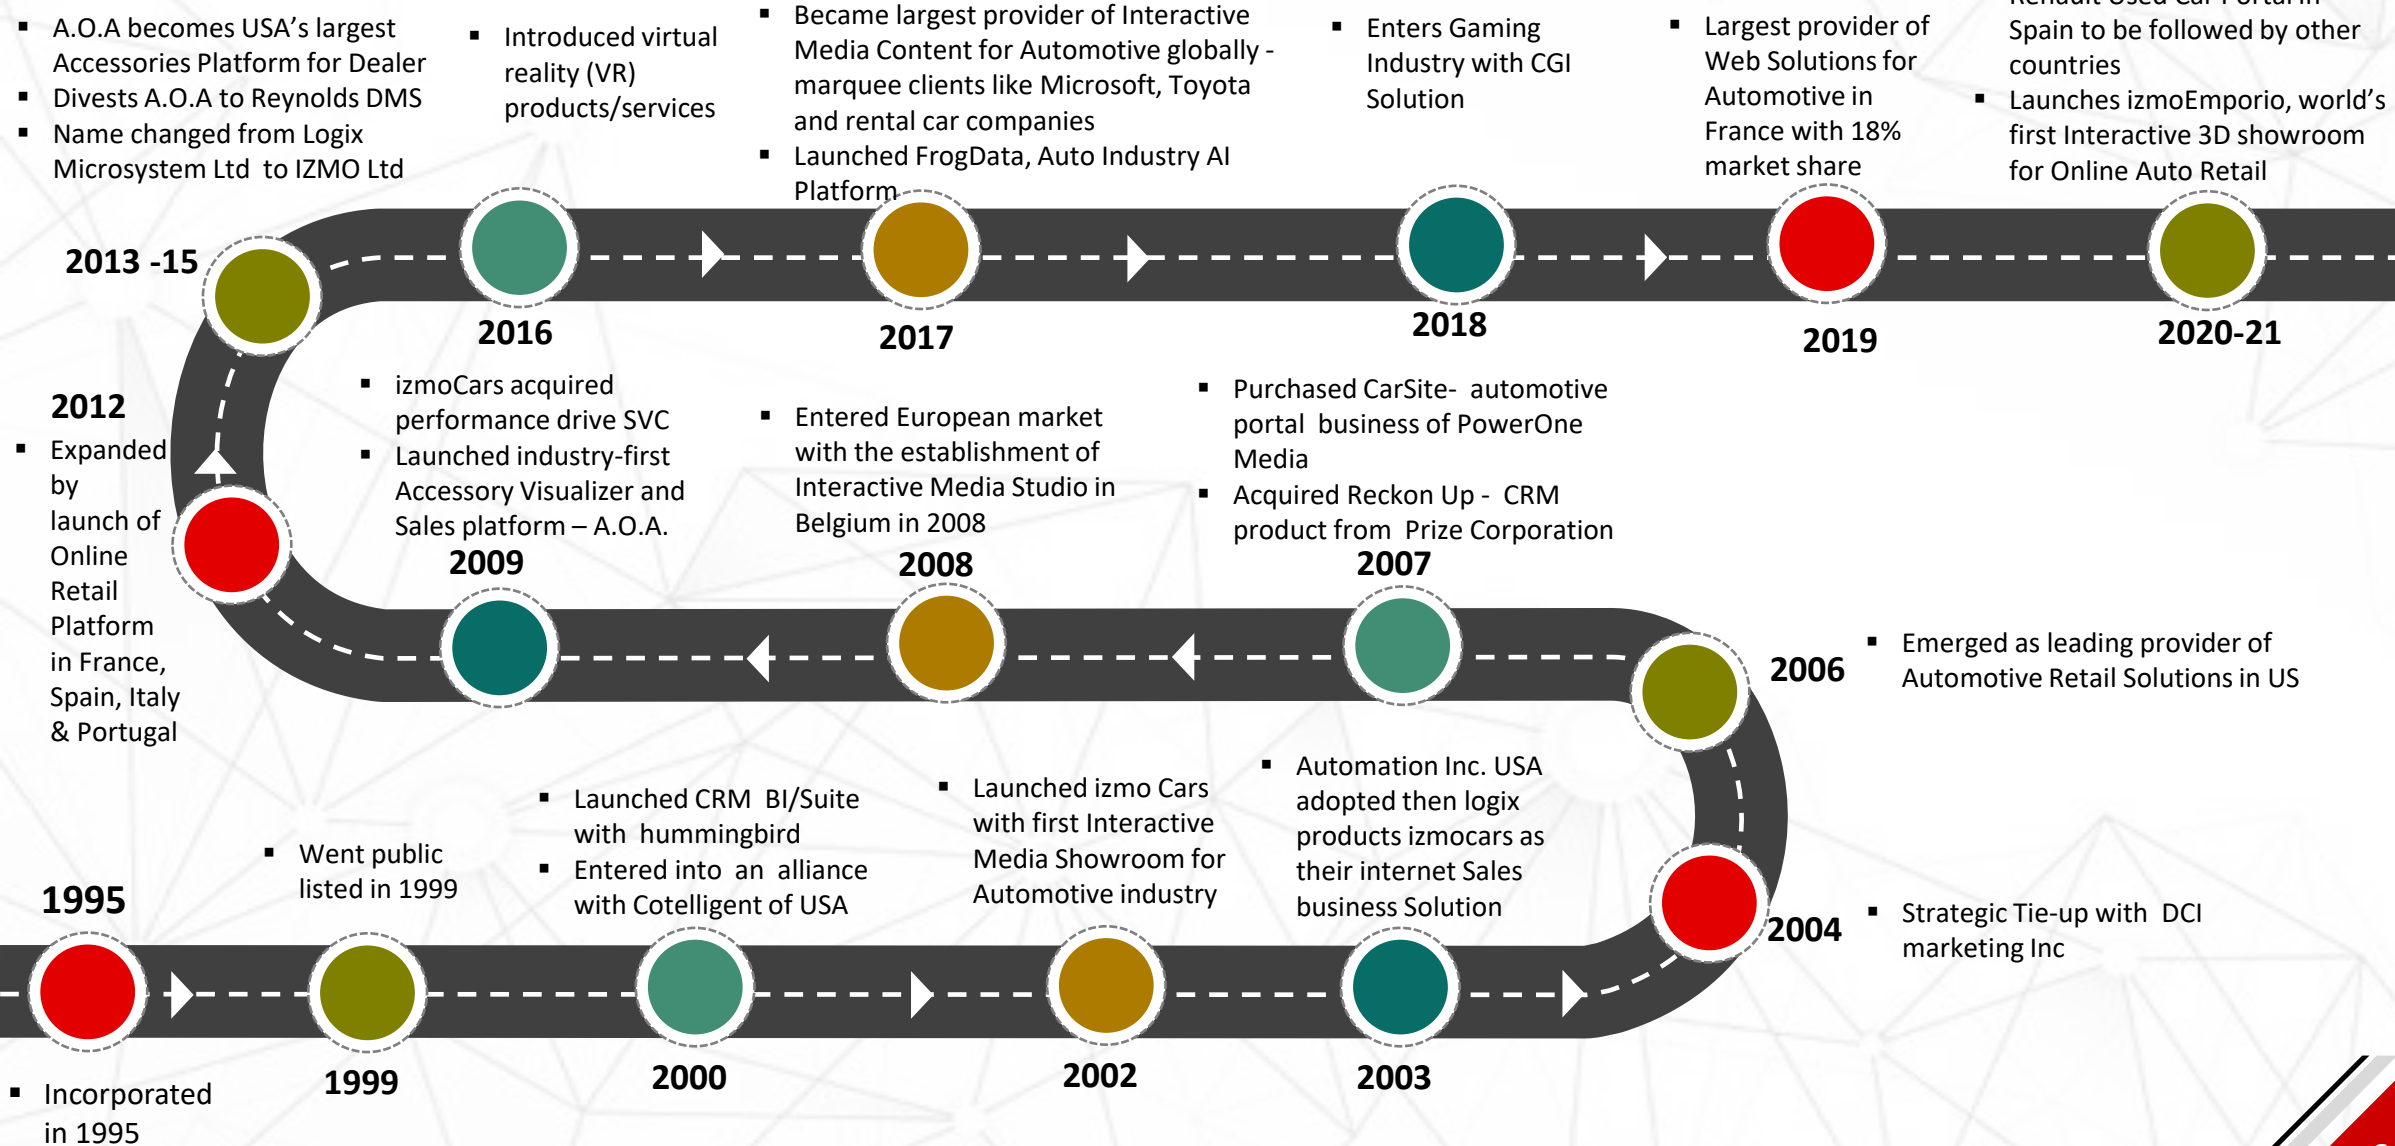 ▪ A.O.A becomes USA's largest
Accessories Platform for Dealer
▪ Divests A.O.A to Reynolds DMS
▪ Name changed from Logix
Microsystem Ltd  to IZMO Ltd
2013 -15
▪ Introduced virtual
reality (VR)
products/services
2016
▪ Became largest provider of Interactive
Media Content for Automotive globally -
marquee clients like Microsoft, Toyota
and rental car companies
▪ Launched FrogData, Auto Industry AI
Platform
2017
▪ Enters Gaming
Industry with CGI
Solution
2018
▪ Largest provider of
Web Solutions for
Automotive in
France with 18%
market share
2019
Renault Used Car Portal in
Spain to be followed by other
countries
▪ Launches izmoEmporio, world's
first Interactive 3D showroom
for Online Auto Retail
2020-21
2012
▪ Expanded
by
launch of
Online
Retail
Platform
in France,
Spain, Italy
& Portugal
▪ izmoCars acquired
performance drive SVC
▪ Launched industry-first
Accessory Visualizer and
Sales platform – A.O.A.
2009
▪ Entered European market
with the establishment of
Interactive Media Studio in
Belgium in 2008
2008
▪ Purchased CarSite-  automotive
portal  business of PowerOne
Media
▪ Acquired Reckon Up -  CRM
product from  Prize Corporation
2007
2006
▪ Emerged as leading provider of
Automotive Retail Solutions in US
1995
▪ Incorporated
in 1995
▪ Went public
listed in 1999
1999
▪ Launched CRM  BI/Suite
with  hummingbird
▪ Entered into  an  alliance
with Cotelligent of USA
2000
▪ Launched izmo Cars
with first Interactive
Media Showroom for
Automotive industry
2002
▪ Automation Inc. USA
adopted then logix
products izmocars as
their internet Sales
business Solution
2003
2004
▪ Strategic Tie-up with  DCI
marketing Inc